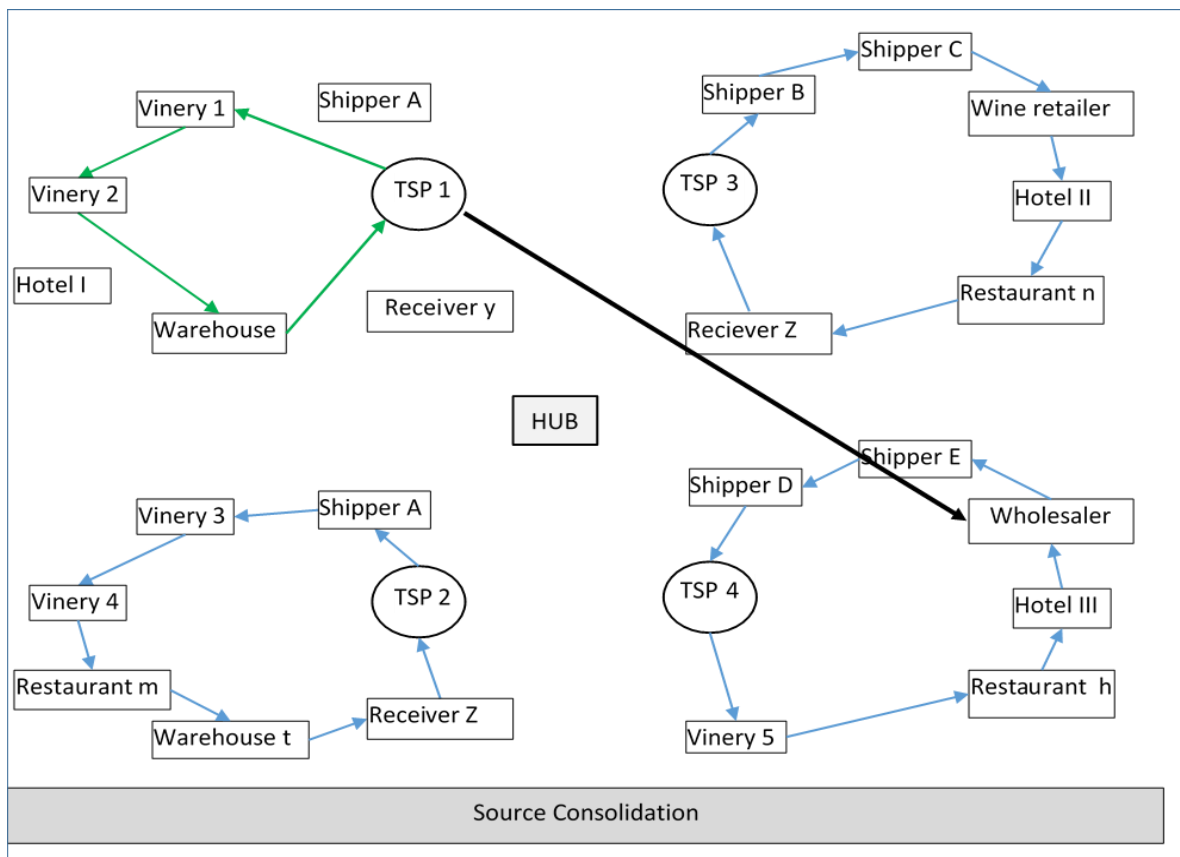 Shipper C
Shipper A
Vinery 1
Shipper B
Wine retailer
Vinery 2
TSP 1
TSP 3
Hotel II
Hotel I
Receiver y
Restaurant n
Warehouse
Reciever Z
HUB
Shipper E
Shipper D
Vinery 3
Shipper A
Wholesaler
Vinery 4
TSP 2
TSP 4
Hotel III
Restaurant m
Receiver Z
Restaurant h
Warehouse t
Vinery 5
Source Consolidation